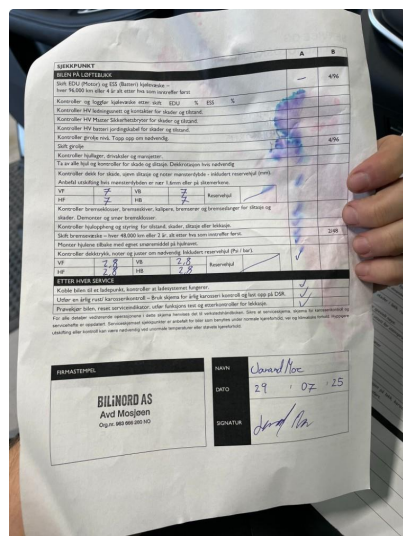 SJEKKPUNKT A B
BILEN PÅ LØFTEBUKK
Skift EDU (Motor) og ESS (Batteri) kjølevæske –
hver 96,000 km eller 4 år alt etter hva som inntreffer først — 4/96
Kontroller og loggfør kjølevæske etter skift EDU % ESS %
Kontroller HV ledningsnett og kontakter for skader og tilstand.
Kontroller HV Master Sikkerhetsbryter for skader og tilstand.
Kontroller HV batteri jordingskabel for skader og tilstand.
Kontroller girolje nivå. Topp opp om nødvendig.
Skift girolje 4/96
Kontroller hjullager, drivaksler og mansjetter.
Ta av alle hjul og kontroller for skade og slitasje. Dekkrotasjon hvis nødvendig
Kontroller dekk for skade, ujevn slitasje og noter mønsterdybde - Inkludert reservehjul (mm).
Anbefal utskifting hvis mønsterdybden er nær 1.6mm eller på slitemerkene.
VF 7 VB 7 Reservehjul
HF 7 HB 7
Kontroller bremseklosser, bremseskiver, kalipere, bremserør og bremseslanger for slitasje og
skader. Demonter og smør bremseklosser.
Kontroller hjuloppheng og styring for tilstand, skader, slitasje eller lekkasje.
Skift bremsevæske – hver 48,000 km eller 2 år, alt etter hva som inntreffer først. 2/48
Monter hjulene tilbake med egnet smøremiddel på hjulnavet.
Kontroller dekktrykk, noter og juster om nødvendig. Inkludert reservehjul (Psi / bar).
VF 2,8 VB 2,8 Reservehjul
HF 2,8 HB 2,8
ETTER HVER SERVICE
Koble bilen til et ladepunkt, kontroller at ladesystemet fungerer.
Utfør en årlig rust/ karosserikontroll – Bruk skjema for årlig karosseri kontroll og last opp på DSR.
Prøvekjør bilen, reset serviceindikator, utfør funksjons test og etterkontroller for lekkasje.
FIRMASTEMPEL
BILiNORD AS
Avd Mosjøen
Org.nr. 983 666 205 NO
NAVN
DATO 29 . 07 . 25
SIGNATUR